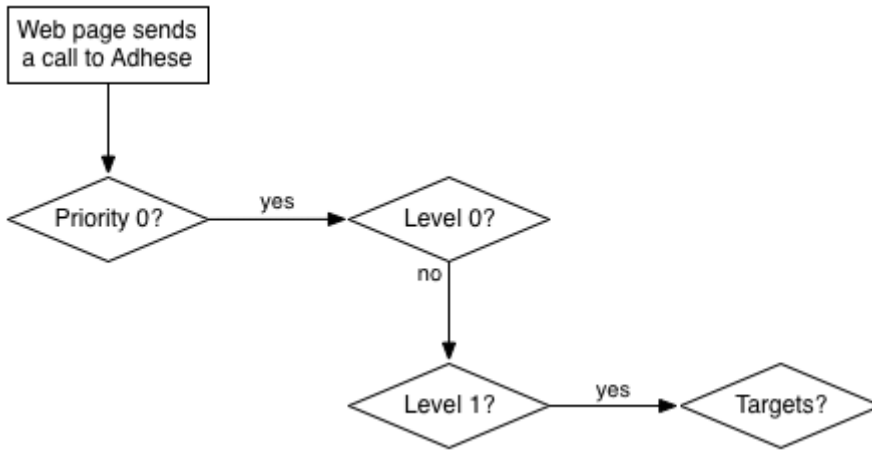 Web page sends
a call to Adhese
Priority 0?
yes
Level 0?
no
Level 1?
yes
Targets?